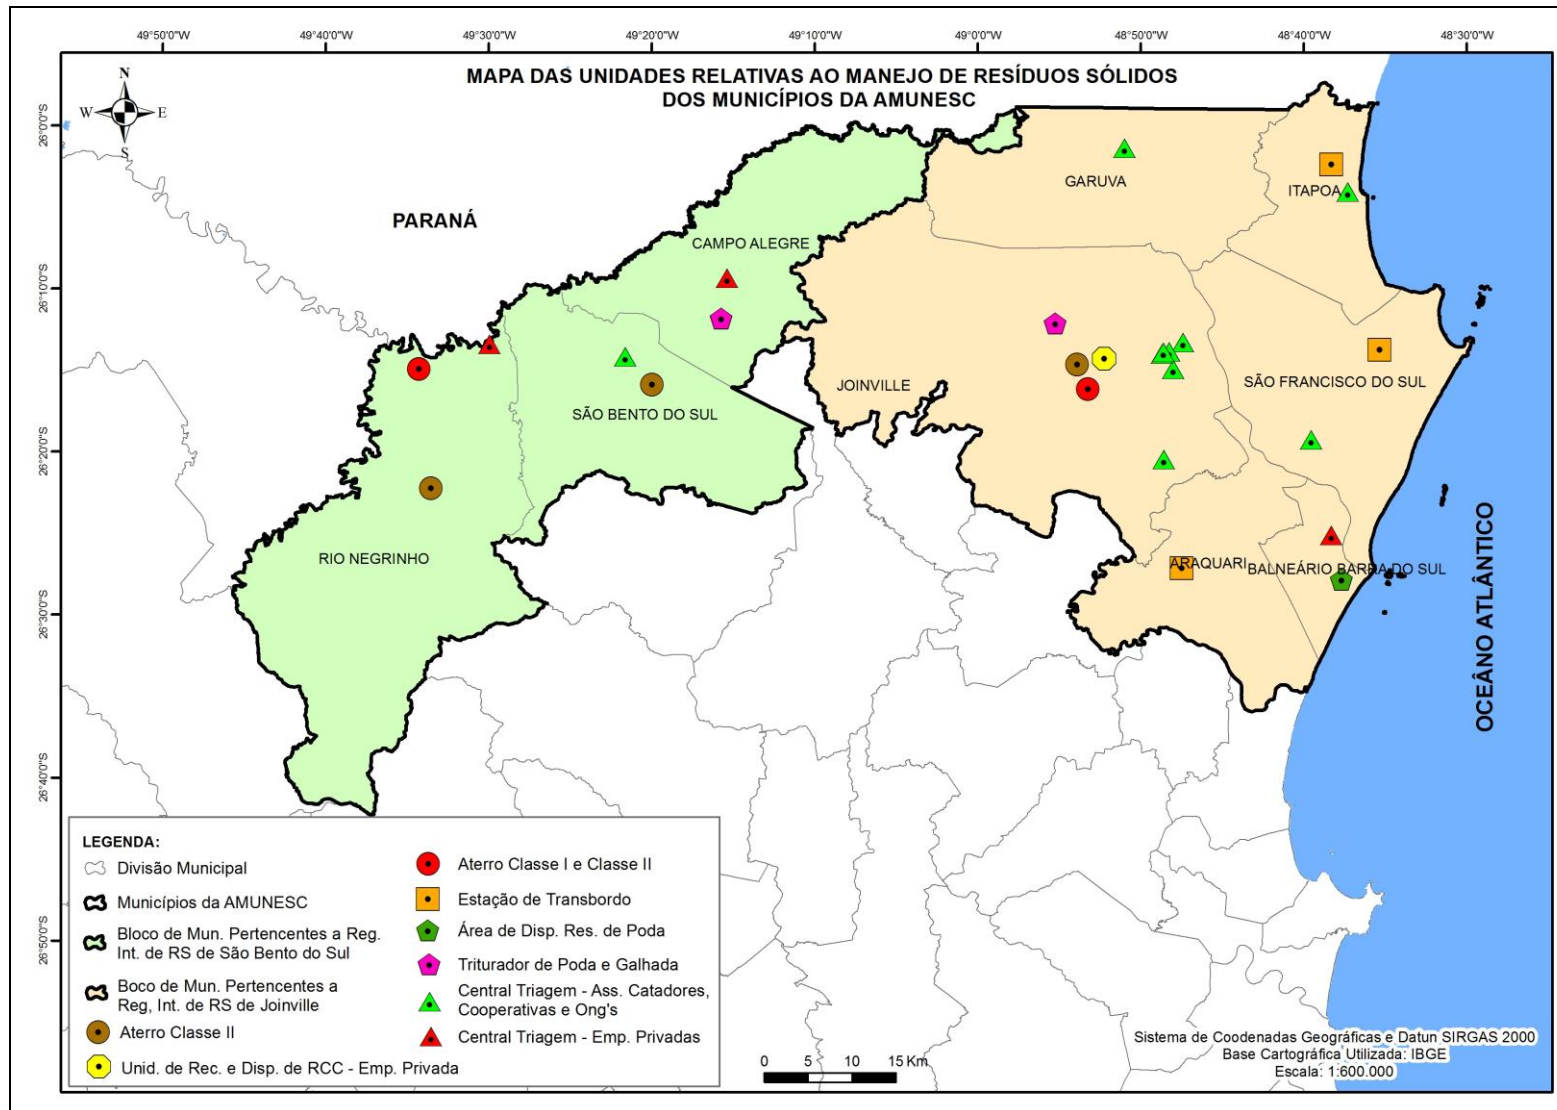 49°50'0"W
49°40'0"W
49°30'0"W
49°20'0"W
49°10'0"W
49°0'0"W
48°50'0"W
48°40'0"W
48°30'0"W
MAPA DAS UNIDADES RELATIVAS AO MANEJO DE RESÍDUOS SÓLIDOS
DOS MUNICÍPIOS DA AMUNESC
N
W
E
S
26°0'0"S
26°10'0"S
26°20'0"S
26°30'0"S
26°40'0"S
26°50'0"S
PARANÁ
GARUVA
ITAPOA
CAMPO ALEGRE
JOINVILLE
SÃO FRANCISCO DO SUL
SÃO BENTO DO SUL
RIO NEGRINHO
ARAQUARI
BALNEÁRIO BARRA DO SUL
OCEÂNO ATLÂNTICO
LEGENDA:
Divisão Municipal
Municípios da AMUNESC
Bloco de Mun. Pertencentes a Reg.
Int. de RS de São Bento do Sul
Boco de Mun. Pertencentes a
Reg, Int. de RS de Joinville
Aterro Classe II
Unid. de Rec. e Disp. de RCC - Emp. Privada
Aterro Classe I e Classe II
Estação de Transbordo
Área de Disp. Res. de Poda
Triturador de Poda e Galhada
Central Triagem - Ass. Catadores,
Cooperativas e Ong's
Central Triagem - Emp. Privadas
0 5 10 15 Km
Sistema de Coodenadas Geográficas e Datun SIRGAS 2000
Base Cartográfica Utilizada: IBGE
Escala: 1:600.000